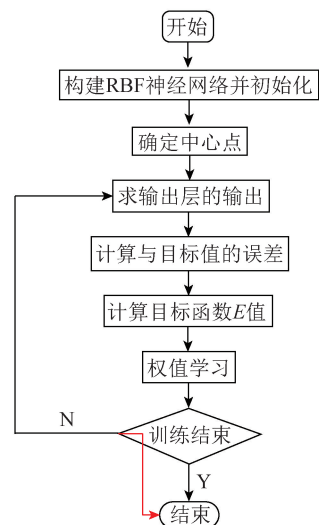 开始
构建RBF神经网络并初始化
确定中心点
求输出层的输出
计算与目标值的误差
计算目标函数E值
权值学习
N
训练结束
Y
结束